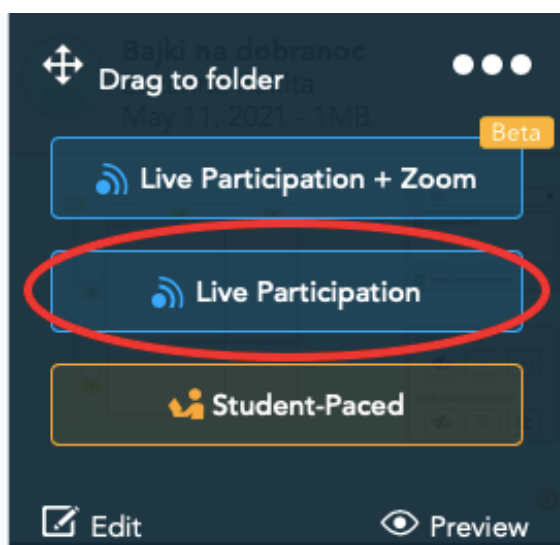 Bajki na dobranoc
Drag to folder
May 11, 2021 - 1MB
Beta
Live Participation + Zoom
Live Participation
Student-Paced
Edit
Preview